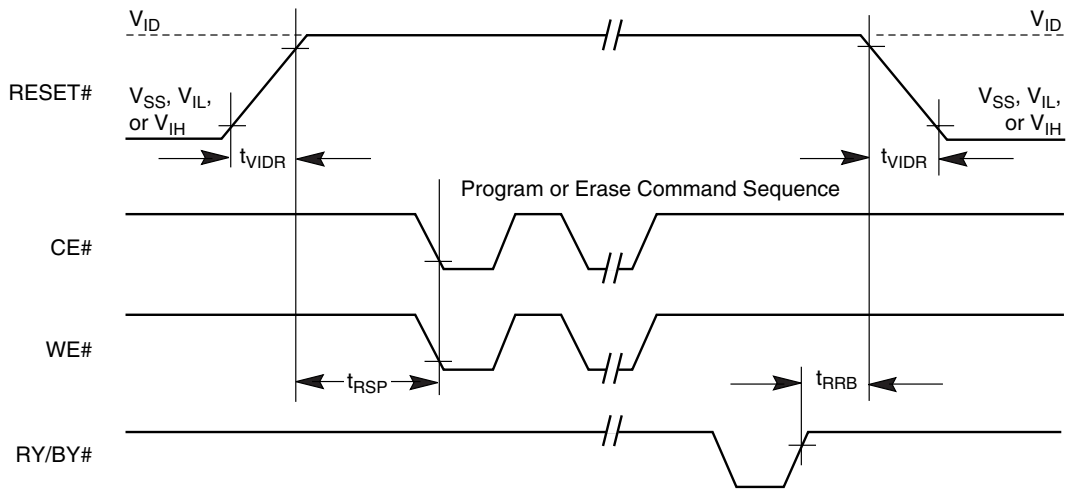 VID
VID
RESET#
VSS, VIL,
or VIH
VSS, VIL,
or VIH
tVIDR
tVIDR
Program or Erase Command Sequence
CE#
WE#
tRSP
tRRB
RY/BY#